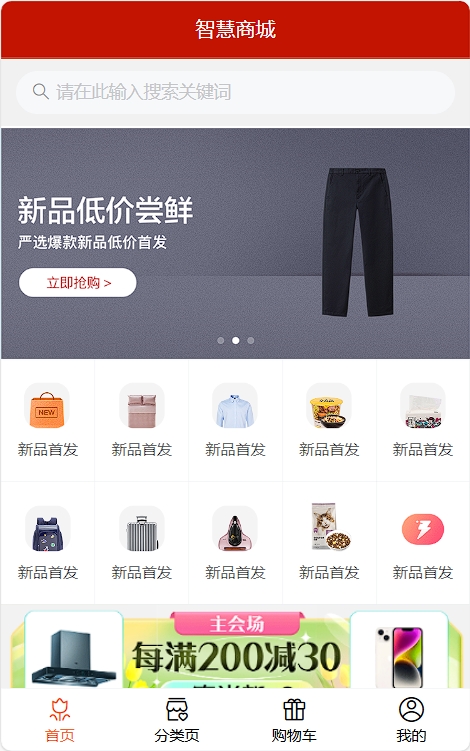 智慧商城
请在此输入搜索关键词
新品低价尝鲜
严选爆款新品低价首发
立即抢购 >
NEW
新品首发 新品首发 新品首发 新品首发 新品首发
新品首发 新品首发 新品首发 新品首发 新品首发
主会场
每满200减30
首页 分类页 购物车 我的